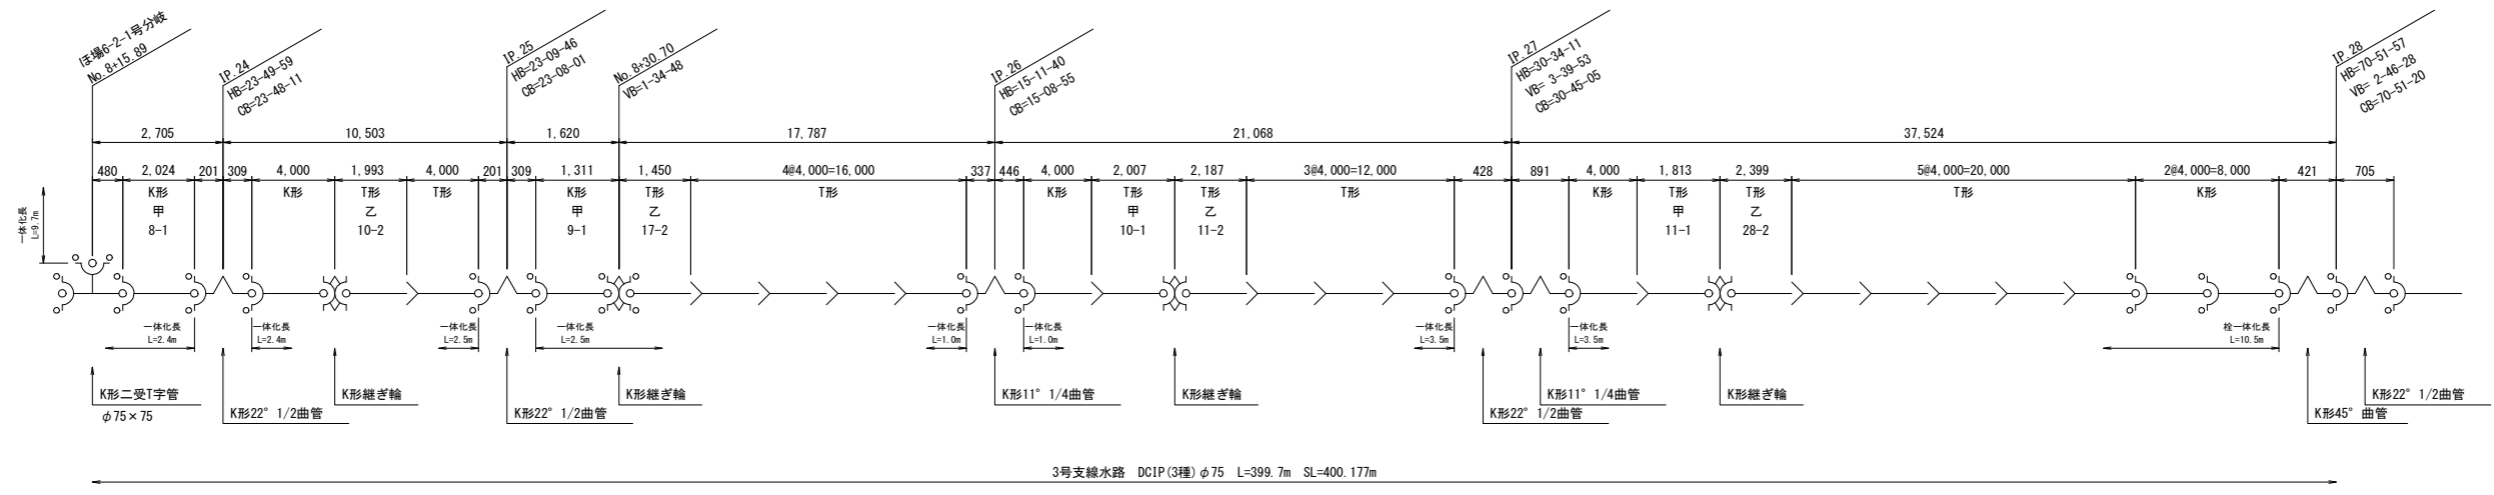 ほ場6-2-1号分岐
No.8+15.89
IP.24
HB=23-49-59
CB=23-48-11
IP.25
HB=23-09-46
CB=23-08-01
No.8+30.70
VB=1-34-48
IP.26
HB=15-11-40
CB=15-08-55
IP.27
HB=30-34-11
VB= 3-39-53
CB=30-45-05
IP.28
HB=70-51-57
VB= 2-46-28
CB=70-51-20
2,705 10,503 1,620 17,787 21,068 37,524
480 2,024 201 309 4,000 1,993 4,000 201 309 1,311 1,450 4@4,000=16,000 337 446 4,000 2,007 2,187 3@4,000=12,000 428 891 4,000 1,813 2,399 5@4,000=20,000 2@4,000=8,000 421 705
K形 K形 T形 T形 K形 T形 T形 K形 T形 T形 T形 K形 T形 T形 T形 K形
甲 乙 甲 乙 甲 乙 甲 乙
8-1 10-2 9-1 17-2 10-1 11-2 11-1 28-2
一体化長
L=9.7m
一体化長 一体化長 一体化長 一体化長 一体化長 一体化長 一体化長 一体化長 栓一体化長
L=2.4m L=2.4m L=2.5m L=2.5m L=1.0m L=1.0m L=3.5m L=3.5m L=10.5m
K形二受T字管 K形継ぎ輪 K形継ぎ輪 K形11°1/4曲管 K形継ぎ輪 K形11°1/4曲管 K形継ぎ輪 K形22°1/2曲管
φ75×75 K形22°1/2曲管 K形22°1/2曲管 K形22°1/2曲管 K形45°曲管
3号支線水路 DCIP(3種)φ75 L=399.7m SL=400.177m